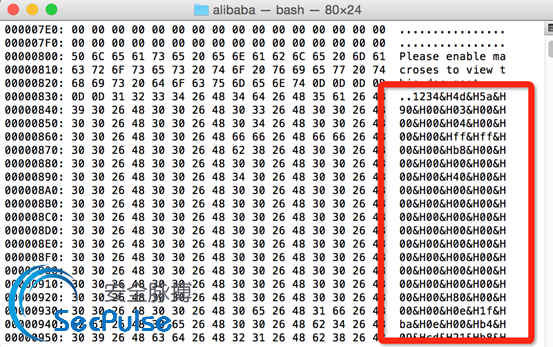 alibaba — bash — 80×24
000007E0: 00 00 00 00 00 00 00 00 00 00 00 00 00 00 00 00 ................
000007F0: 00 00 00 00 00 00 00 00 00 00 00 00 00 00 00 00 ................
00000800: 50 6C 65 61 73 65 20 65 6E 61 62 6C 65 20 6D 61 Please enable ma
00000810: 63 72 6F 73 65 73 20 74 6F 20 76 69 65 77 20 74 croses to view t
00000820: 68 69 73 20 64 6F 63 75 6D 65 6E 74 0D 0D 0D 0D his document....
00000830: 0D 0D 31 32 33 34 26 48 34 64 26 48 35 61 26 48 ..1234&H4d&H5a&H
00000840: 39 30 26 48 30 30 26 48 30 33 26 48 30 30 26 48 90&H00&H03&H00&H
00000850: 30 30 26 48 30 30 26 48 30 34 26 48 30 30 26 48 00&H00&H04&H00&H
00000860: 30 30 26 48 30 30 26 48 66 66 26 48 66 66 26 48 00&H00&Hff&Hff&H
00000870: 30 30 26 48 30 30 26 48 62 38 26 48 30 30 26 48 00&H00&Hb8&H00&H
00000880: 30 30 26 48 30 30 26 48 30 30 26 48 30 30 26 48 00&H00&H00&H00&H
00000890: 30 30 26 48 30 30 26 48 34 30 26 48 30 30 26 48 00&H00&H40&H00&H
000008A0: 30 30 26 48 30 30 26 48 30 30 26 48 30 30 26 48 00&H00&H00&H00&H
000008B0: 30 30 26 48 30 30 26 48 30 30 26 48 30 30 26 48 00&H00&H00&H00&H
000008C0: 30 30 26 48 30 30 26 48 30 30 26 48 30 30 26 48 00&H00&H00&H00&H
000008D0: 30 30 26 48 30 30 26 48 30 30 26 48 30 30 26 48 00&H00&H00&H00&H
000008E0: 30 30 26 48 30 30 26 48 30 30 26 48 30 30 26 48 00&H00&H00&H00&H
000008F0: 30 30 26 48 30 30 26 48 30 30 26 48 30 30 26 48 00&H00&H00&H00&H
00000900: 30 30 26 48 30 30 26 48 30 30 26 48 30 30 26 48 00&H00&H00&H00&H
00000910: 30 30 26 48 30 30 26 48 30 30 26 48 30 30 26 48 00&H00&H00&H00&H
00000920: 30 30 26 48 30 30 26 48 30 30 26 48 30 30 26 48 00&H00&H00&H00&H
00000930: 30 30 26 48 30 30 26 48 30 65 26 48 31 66 26 48 00&H00&H0e&H1f&H
00000940: 62 61 26 48 30 65 26 48 30 30 26 48 62 34 26 48 ba&H0e&H00&Hb4&H
00000950: 30 39 26 48 63 64 26 48 32 31 26 48 62 38 26 48 09&Hcd&H21&Hb8&H
安全脉搏
SecPulse